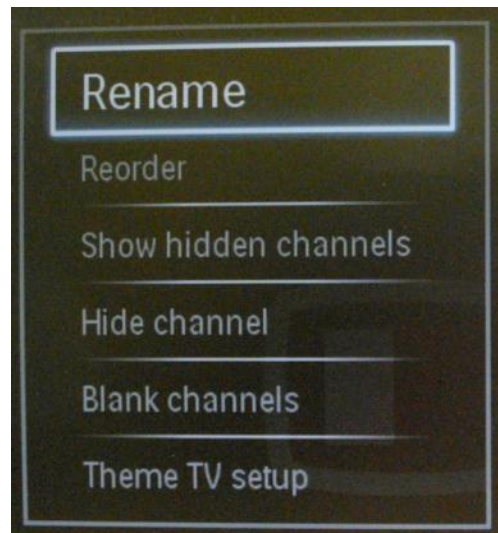 Rename
Reorder
Show hidden channels
Hide channel
Blank channels
Theme TV setup